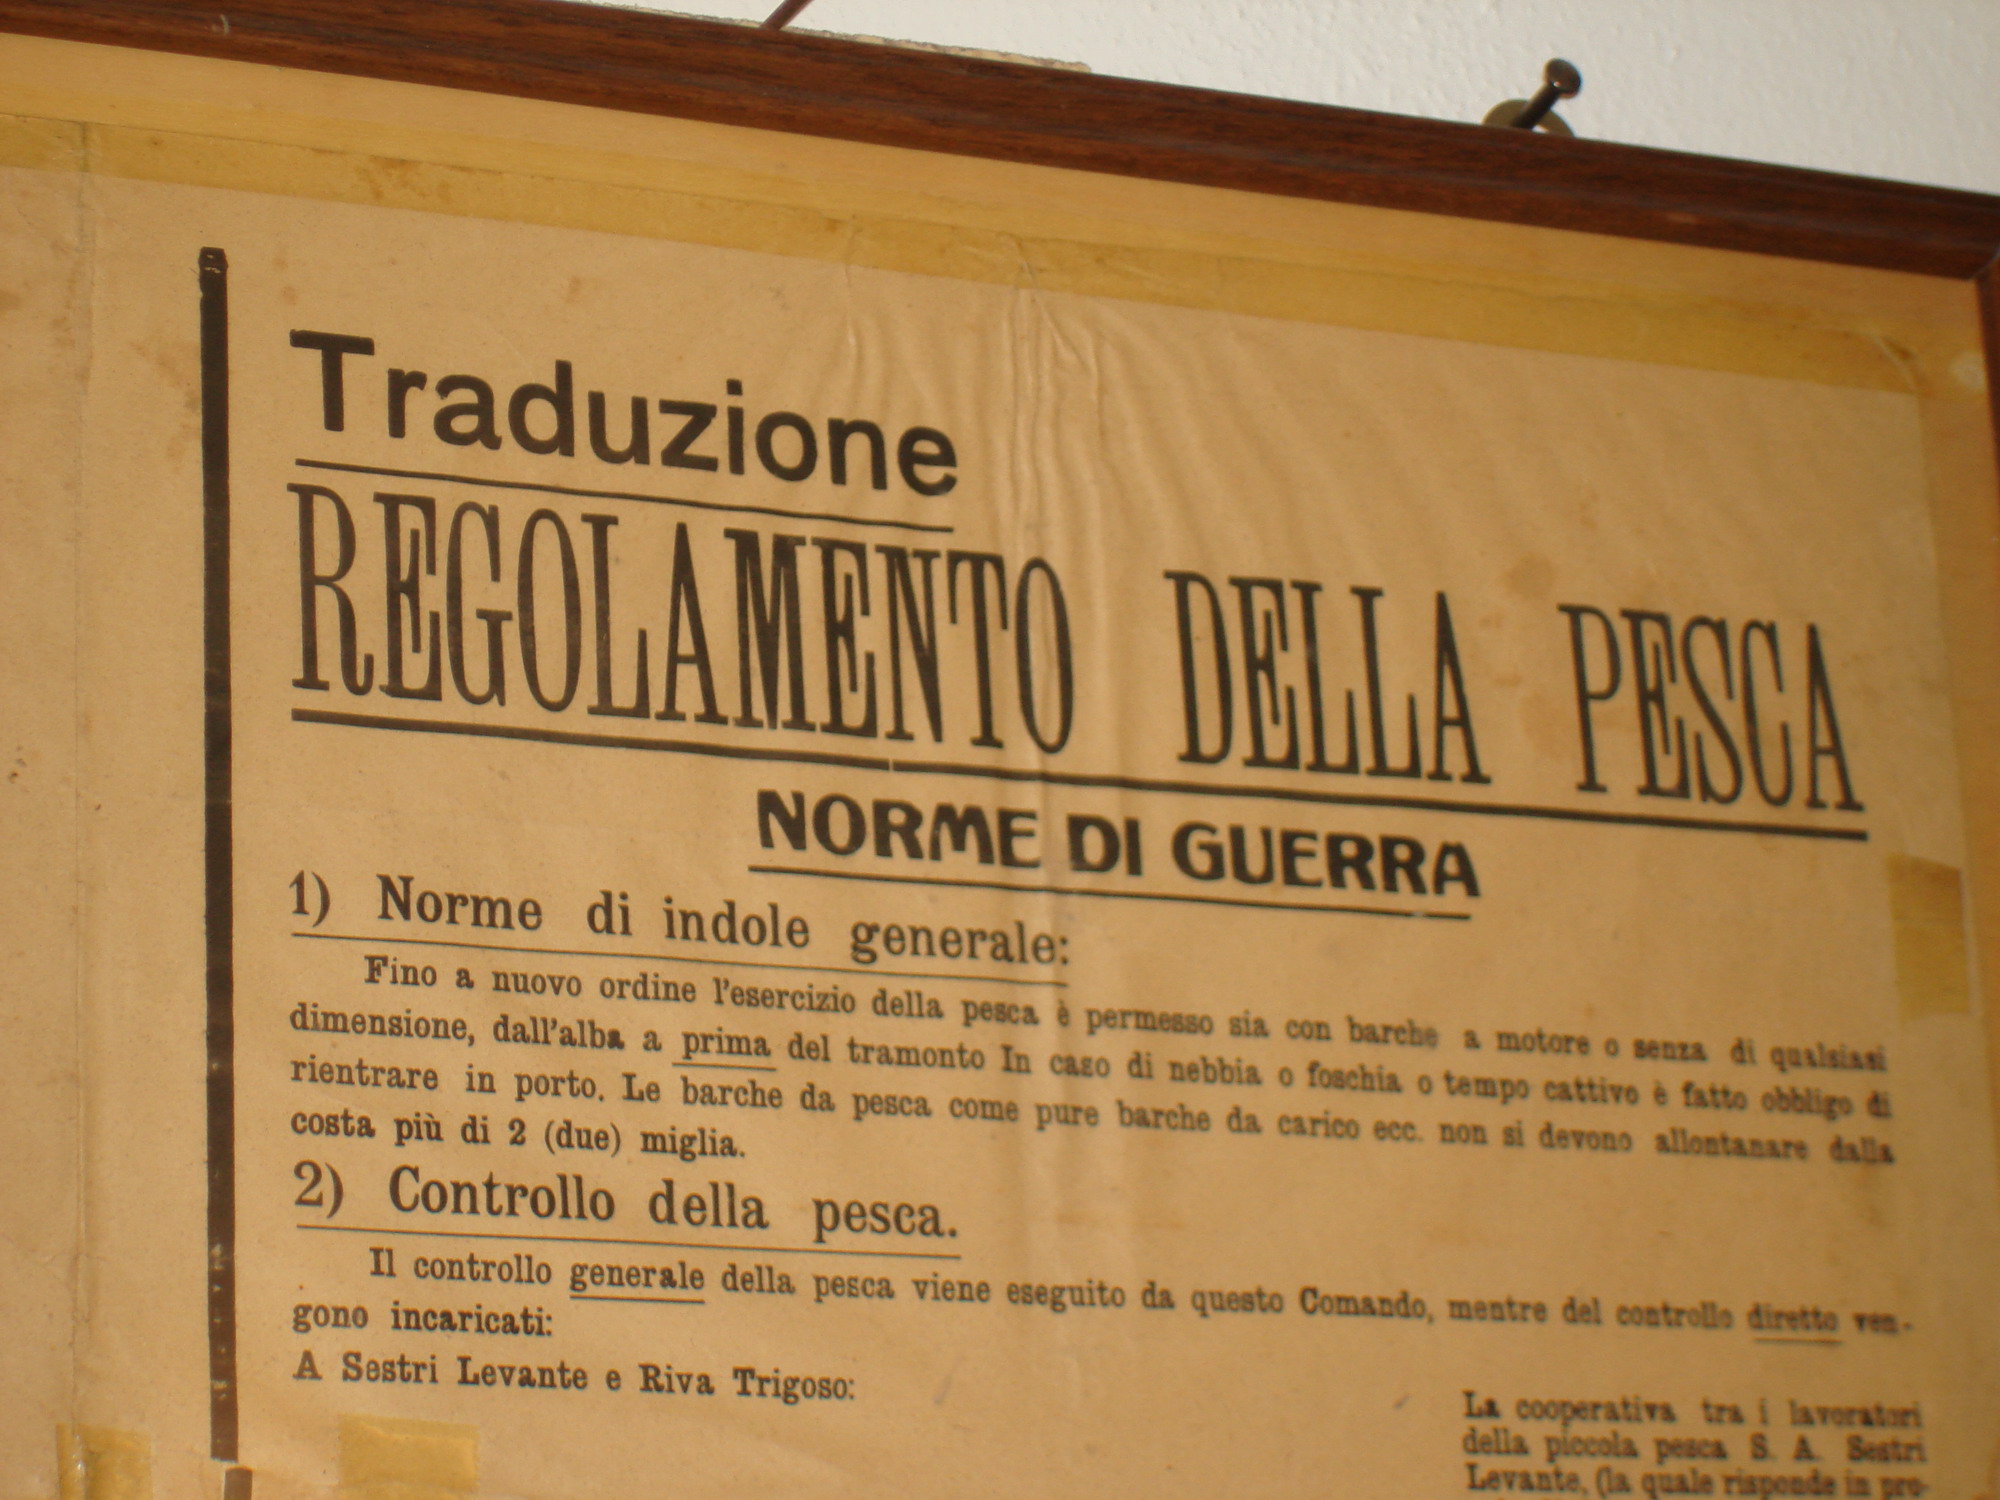 Traduzione
REGOLAMENTO DELLA PESCA
NORME DI GUERRA
1) Norme di indole generale:
Fino a nuovo ordine l'esercizio della pesca è permesso sia con barche a motore o senza di qualsiasi
dimensione, dall'alba a prima del tramonto In caso di nebbia o foschia o tempo cattivo è fatto obbligo di
rientrare in porto. Le barche da pesca come pure barche da carico ecc. non si devono allontanare dalla
costa più di 2 (due) miglia.
2) Controllo della pesca.
Il controllo generale della pesca viene eseguito da questo Comando, mentre del controllo diretto ven-
gono incaricati:
A Sestri Levante e Riva Trigoso:
La cooperativa tra i lavoratori
della piccola pesca S. A. Sestri
Levante, (la quale risponde in pro-